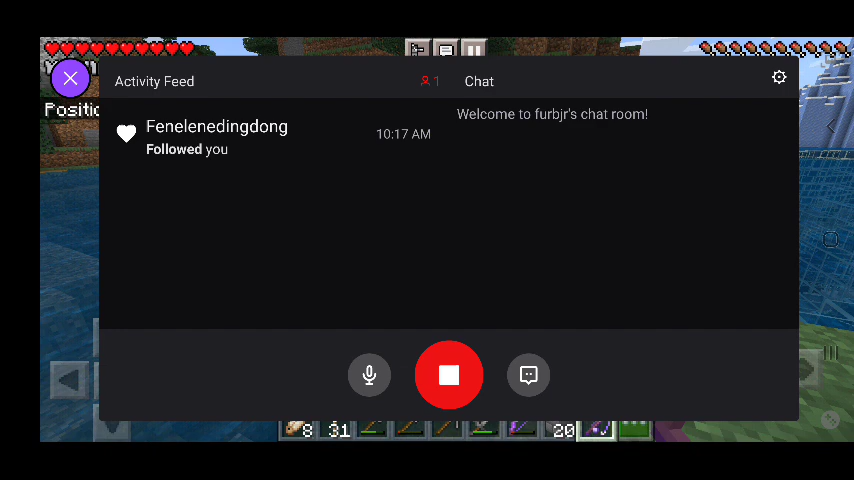 Activity Feed
1
Chat
Positio
Welcome to furbjr's chat room!
Fenelenedingdong
10:17 AM
Followed you
8
31
20